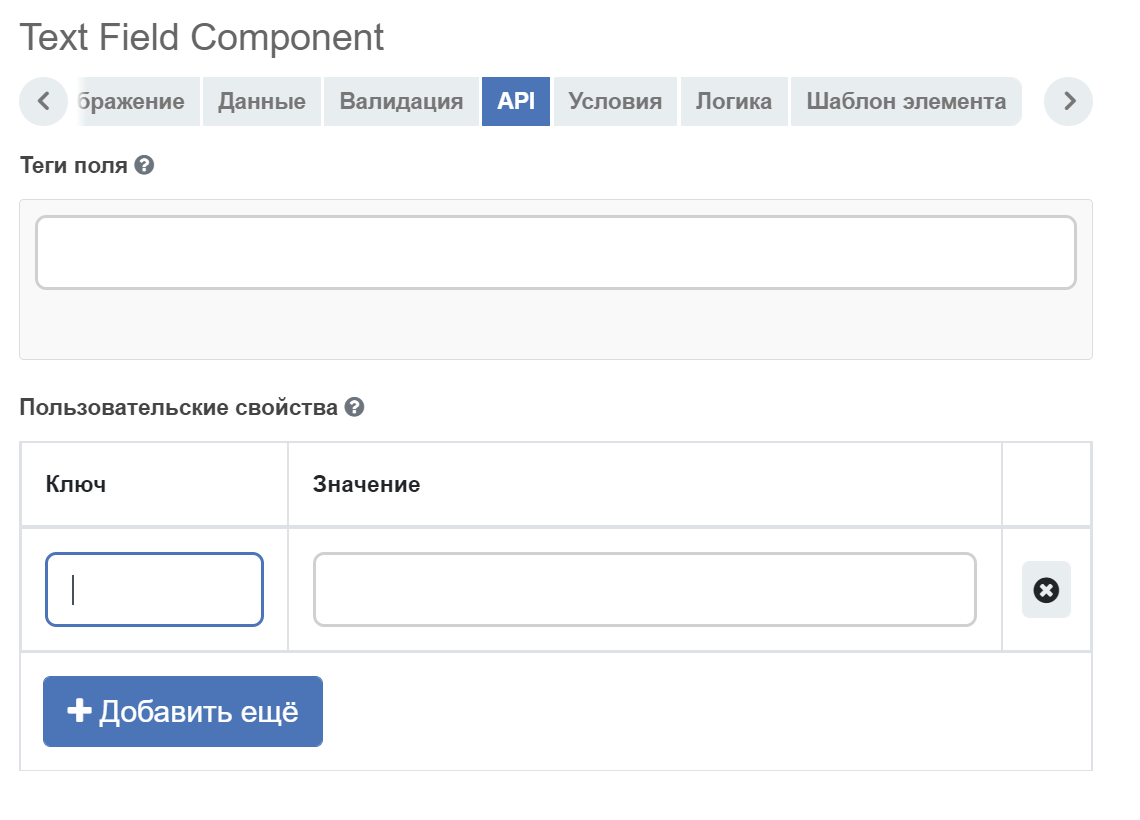 Text Field Component
бражение Данные Валидация API Условия Логика Шаблон элемента
Теги поля
Пользовательские свойства
Ключ Значение
Добавить ещё